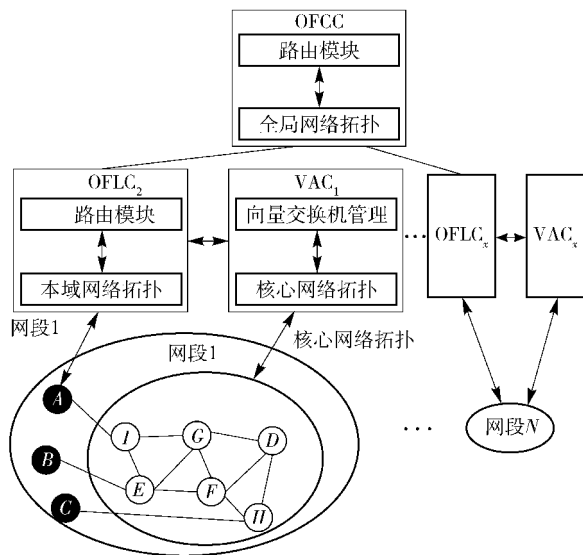 OFCC
路由模块
全局网络拓扑
OFLC₂
路由模块
本域网络拓扑
VAC₁
向量交换机管理
核心网络拓扑
···
OFLCₓ
VACₓ
网段1
网段1
核心网络拓扑
A
B
C
I
G
D
E
F
H
···
网段N